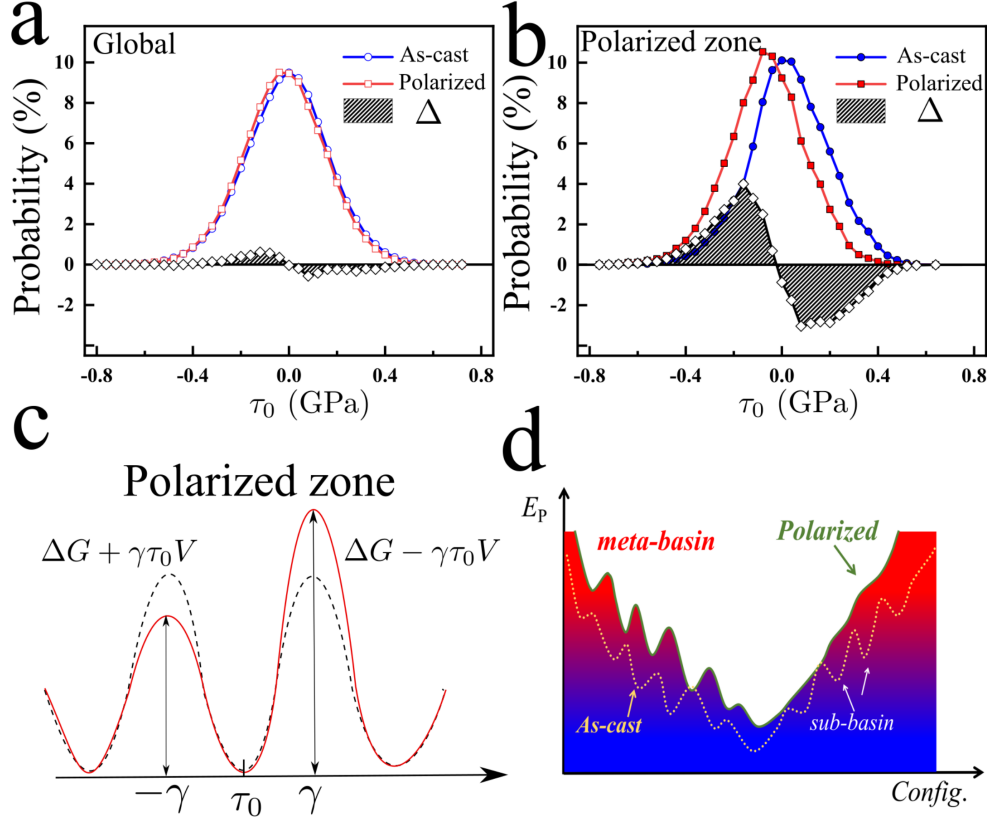 a
Global
As-cast
Polarized
Δ
Probability (%)
10
8
6
4
2
0
-2
-0.8
-0.4
0.0
0.4
0.8
τ₀ (GPa)
b
Polarized zone
As-cast
Polarized
Δ
Probability (%)
10
8
6
4
2
0
-2
-0.8
-0.4
0.0
0.4
0.8
τ₀ (GPa)
c
Polarized zone
ΔG + γτ₀V
ΔG − γτ₀V
−γ
τ₀
γ
d
E_P
meta-basin
Polarized
As-cast
sub-basin
Config.